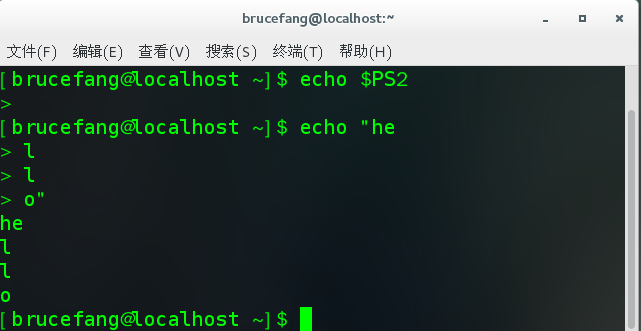 brucefang@localhost:~
文件(F) 编辑(E) 查看(V) 搜索(S) 终端(T) 帮助(H)
[brucefang@localhost ~]$ echo $PS2
>
[brucefang@localhost ~]$ echo "he
> l
> l
> o"
he
l
l
o
[brucefang@localhost ~]$